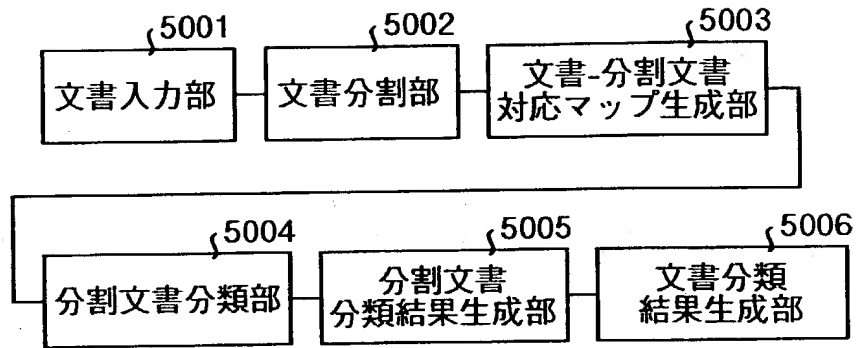 5001
文書入力部
5002
文書分割部
5003
文書-分割文書
対応マップ生成部
5004
分割文書分類部
5005
分割文書
分類結果生成部
5006
文書分類
結果生成部